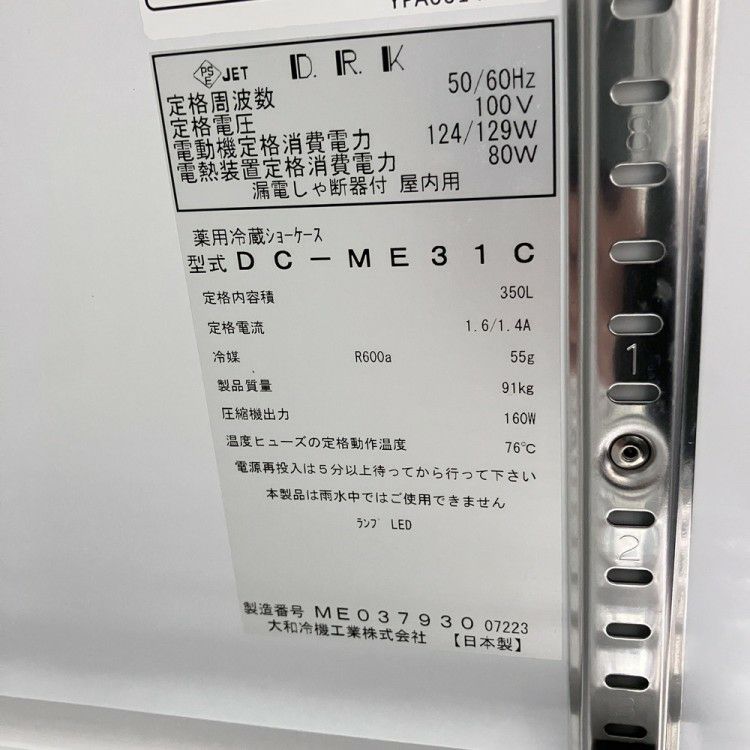 PSE JET D.R.K
定格周波数 50/60Hz
定格電圧 100V
電動機定格消費電力 124/129W
電熱装置定格消費電力 80W
漏電しゃ断器付 屋内用
薬用冷蔵ショーケース
型式 DC-ME31C
定格内容積 350L
定格電流 1.6/1.4A
冷媒 R600a 55g
製品質量 91kg
圧縮機出力 160W
温度ヒューズの定格動作温度 76℃
電源再投入は5分以上待ってから行って下さい
本製品は雨水中ではご使用できません
ランプ LED
製造番号 ME037930 07223
大和冷機工業株式会社 【日本製】
8
1
2
3